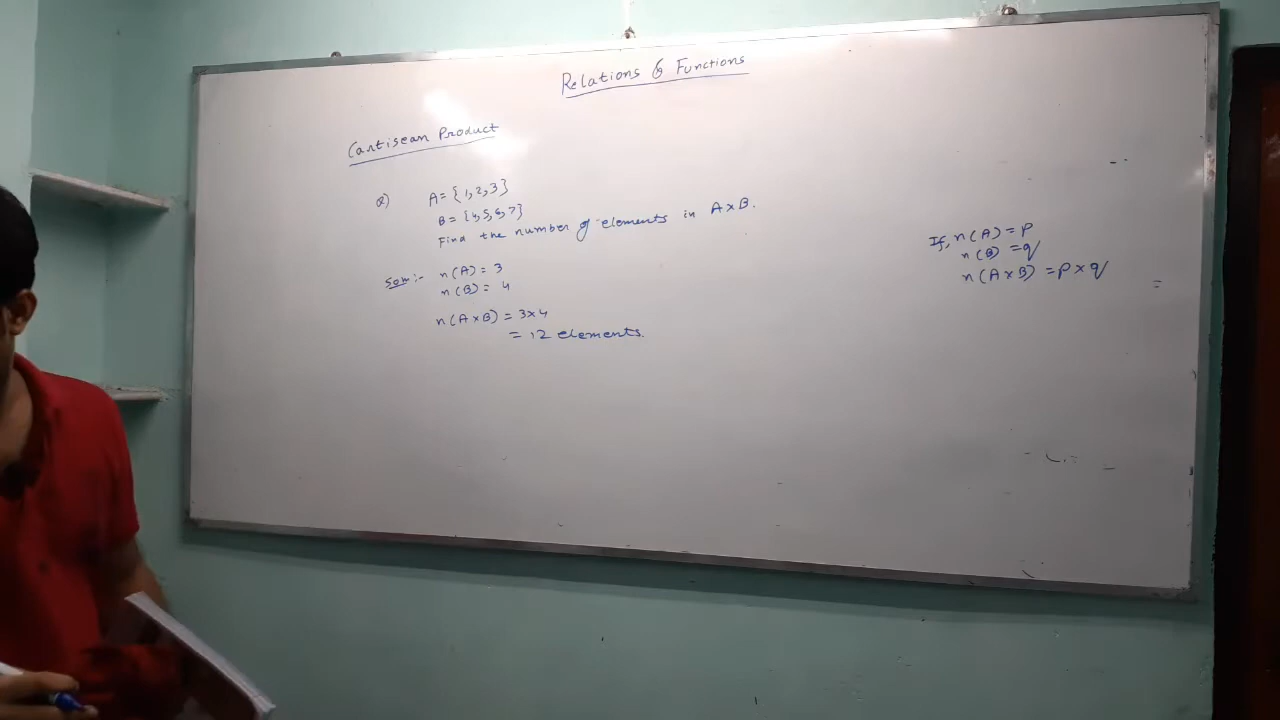 Relations & Functions
Cartisean Product
Q) A = {1,2,3}
B = {4,5,6,7}
Find the number of elements in A×B.
Soln:- n(A) = 3
n(B) = 4
n(A×B) = 3×4
= 12 elements.
If, n(A) = p
n(B) = q
n(A×B) = p×q